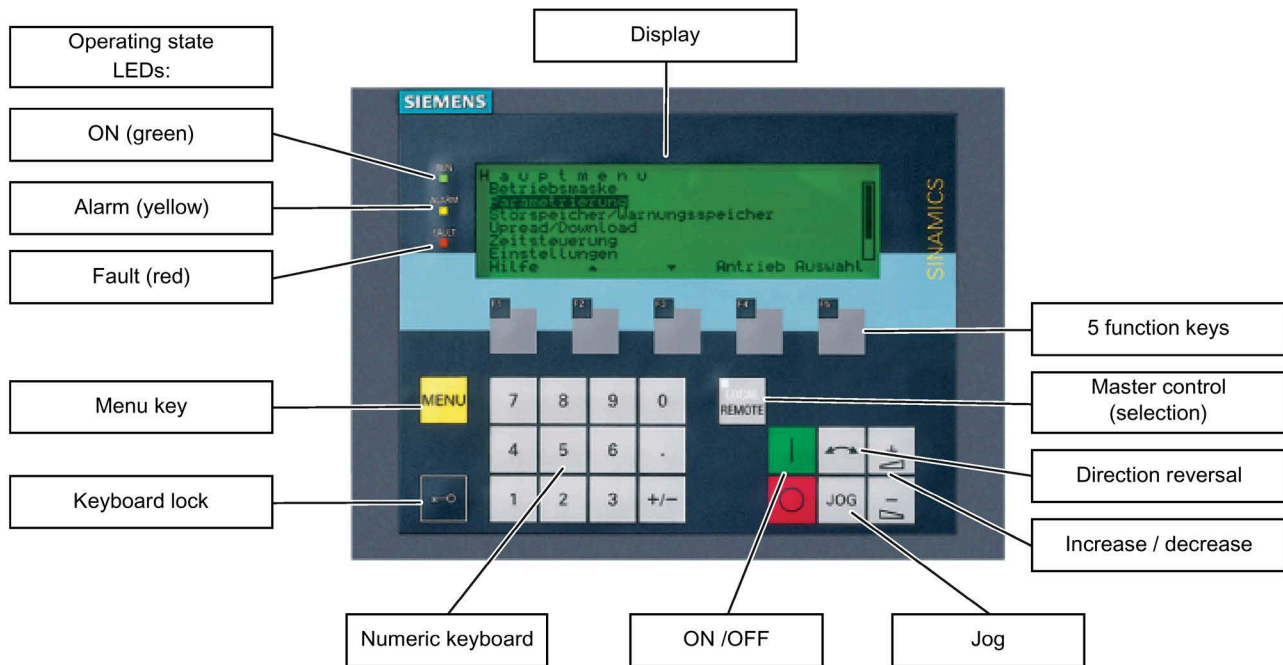 Operating state
LEDs:
Display
SIEMENS
ON (green)
RUN
Alarm (yellow)
ALARM
Fault (red)
FAULT
Hauptmenu
Betriebsmaske
Parametrierung
Störspeicher/Warnungsspeicher
Upread/Download
Zeitsteuerung
Einstellungen
Hilfe Antrieb Auswahl
SINAMICS
F1 F2 F3 F4 F5
5 function keys
Menu key
MENU
7 8 9 0
LOCAL
REMOTE
Master control
(selection)
4 5 6 .
+
Direction reversal
Keyboard lock
1 2 3 +/−
JOG
−
Increase / decrease
Numeric keyboard
ON /OFF
Jog